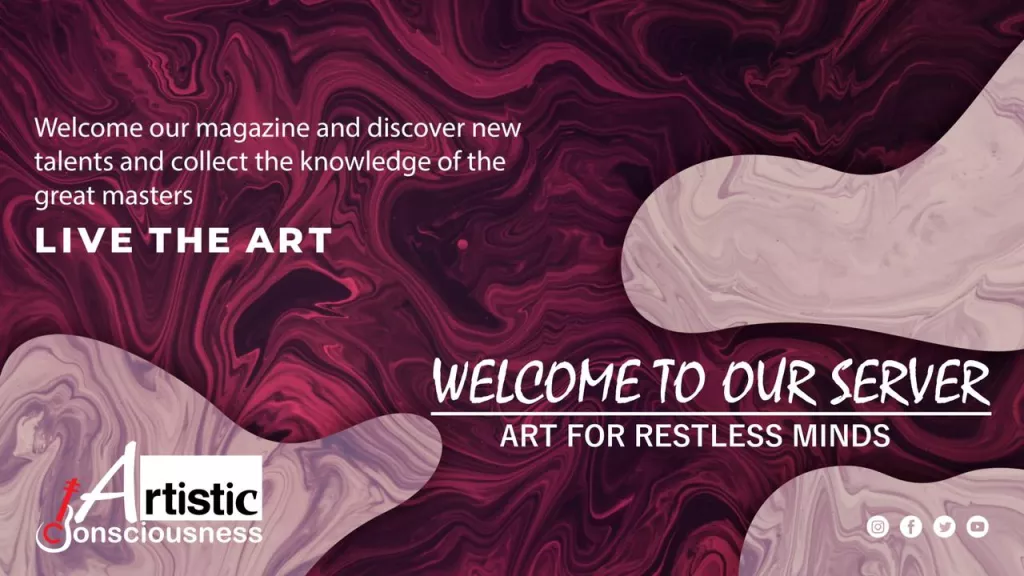 Welcome our magazine and discover new
talents and collect the knowledge of the
great masters
LIVE THE ART
WELCOME TO OUR SERVER
ART FOR RESTLESS MINDS
Artistic
Consciousness